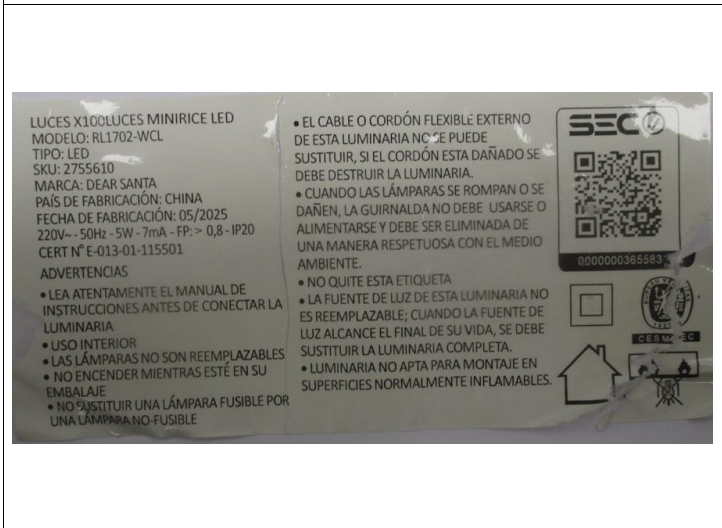 LUCES X100LUCES MINIRICE LED
MODELO: RL1702-WCL
TIPO: LED
SKU: 2755610
MARCA: DEAR SANTA
PAÍS DE FABRICACIÓN: CHINA
FECHA DE FABRICACIÓN: 05/2025
220V~ - 50Hz - 5W - 7mA - FP: > 0,8 - IP20
CERT N° E-013-01-115501
ADVERTENCIAS
• LEA ATENTAMENTE EL MANUAL DE
INSTRUCCIONES ANTES DE CONECTAR LA
LUMINARIA
• USO INTERIOR
• LAS LÁMPARAS NO SON REEMPLAZABLES
• NO ENCENDER MIENTRAS ESTÉ EN SU
EMBALAJE
• NO SUSTITUIR UNA LÁMPARA FUSIBLE POR
UNA LÁMPARA NO-FUSIBLE
• EL CABLE O CORDÓN FLEXIBLE EXTERNO
DE ESTA LUMINARIA NO SE PUEDE
SUSTITUIR, SI EL CORDÓN ESTA DAÑADO SE
DEBE DESTRUIR LA LUMINARIA.
• CUANDO LAS LÁMPARAS SE ROMPAN O SE
DAÑEN, LA GUIRNALDA NO DEBE USARSE O
ALIMENTARSE Y DEBE SER ELIMINADA DE
UNA MANERA RESPETUOSA CON EL MEDIO
AMBIENTE.
• NO QUITE ESTA ETIQUETA
• LA FUENTE DE LUZ DE ESTA LUMINARIA NO
ES REEMPLAZABLE; CUANDO LA FUENTE DE
LUZ ALCANCE EL FINAL DE SU VIDA, SE DEBE
SUSTITUIR LA LUMINARIA COMPLETA.
• LUMINARIA NO APTA PARA MONTAJE EN
SUPERFICIES NORMALMENTE INFLAMABLES.
SEC
0000000365583